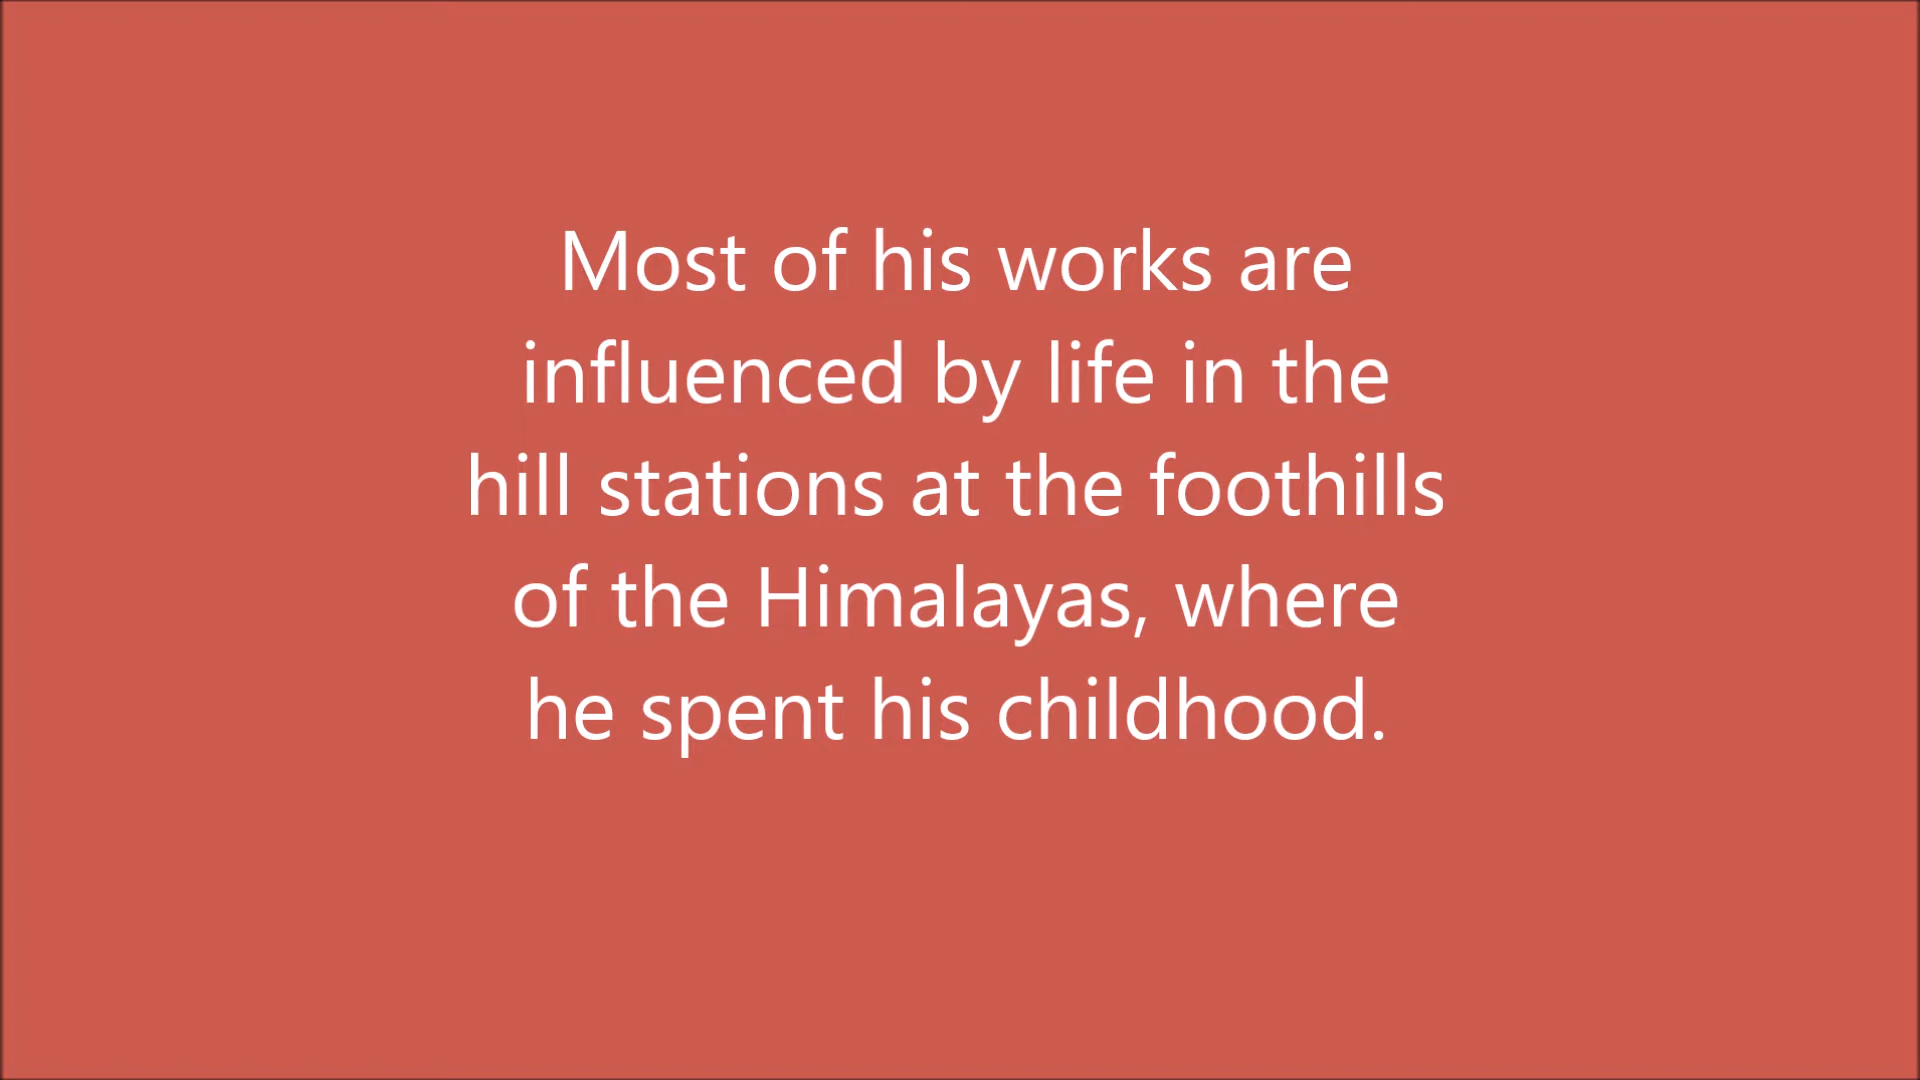 Most of his works are
influenced by life in the
hill stations at the foothills
of the Himalayas, where
he spent his childhood.